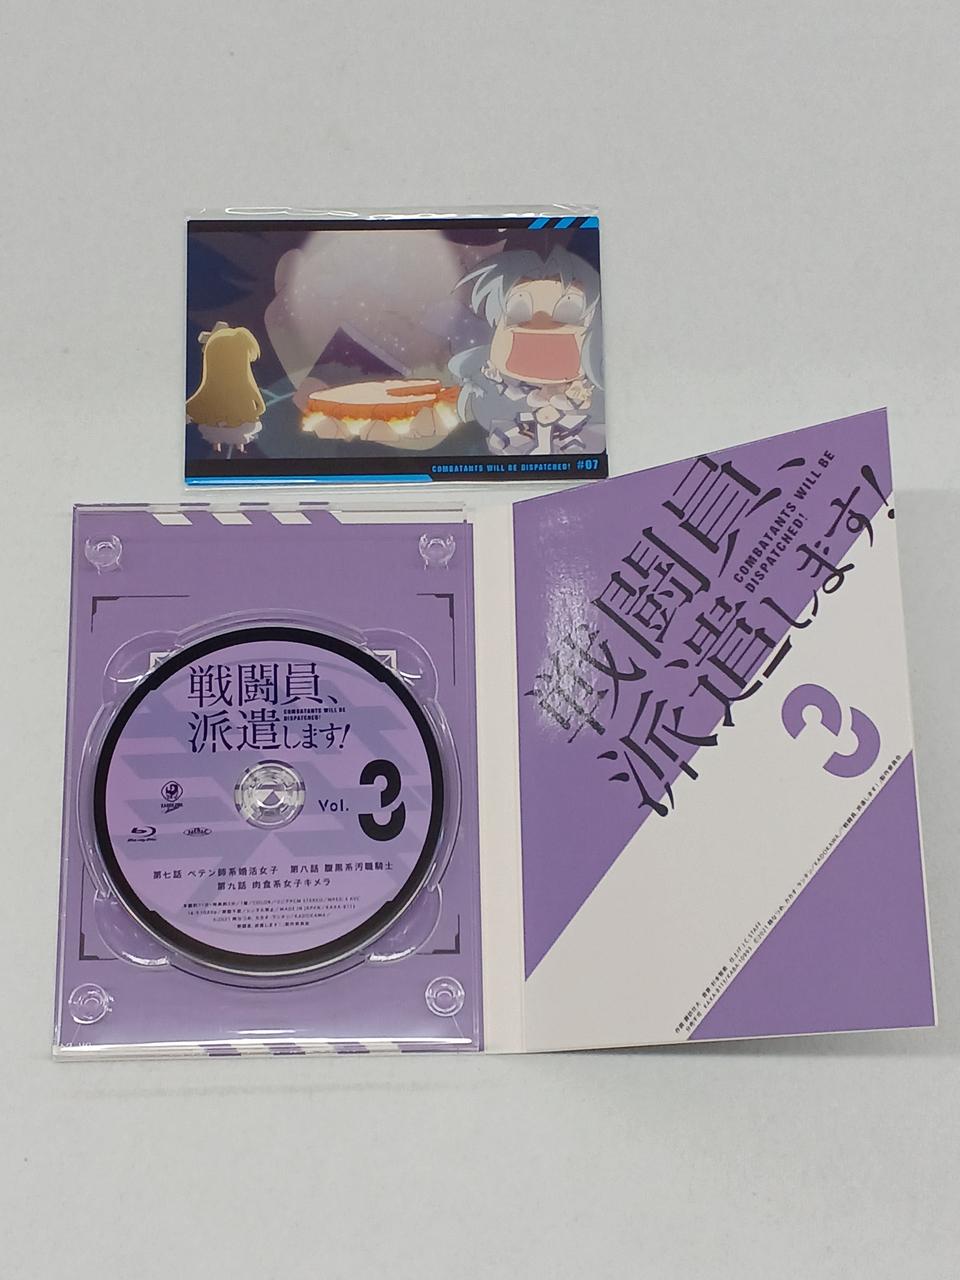 COMBATANTS WILL BE DISPATCHED! #07
戦闘員、
派遣します!
COMBATANTS WILL BE
DISPATCHED!
Vol. 3
第七話 ペテン師系婚活女子 第八話 腹黒系汚職騎士
第九話 肉食系女子キメラ
戦闘員、
派遣します!
COMBATANTS WILL BE
DISPATCHED!
3